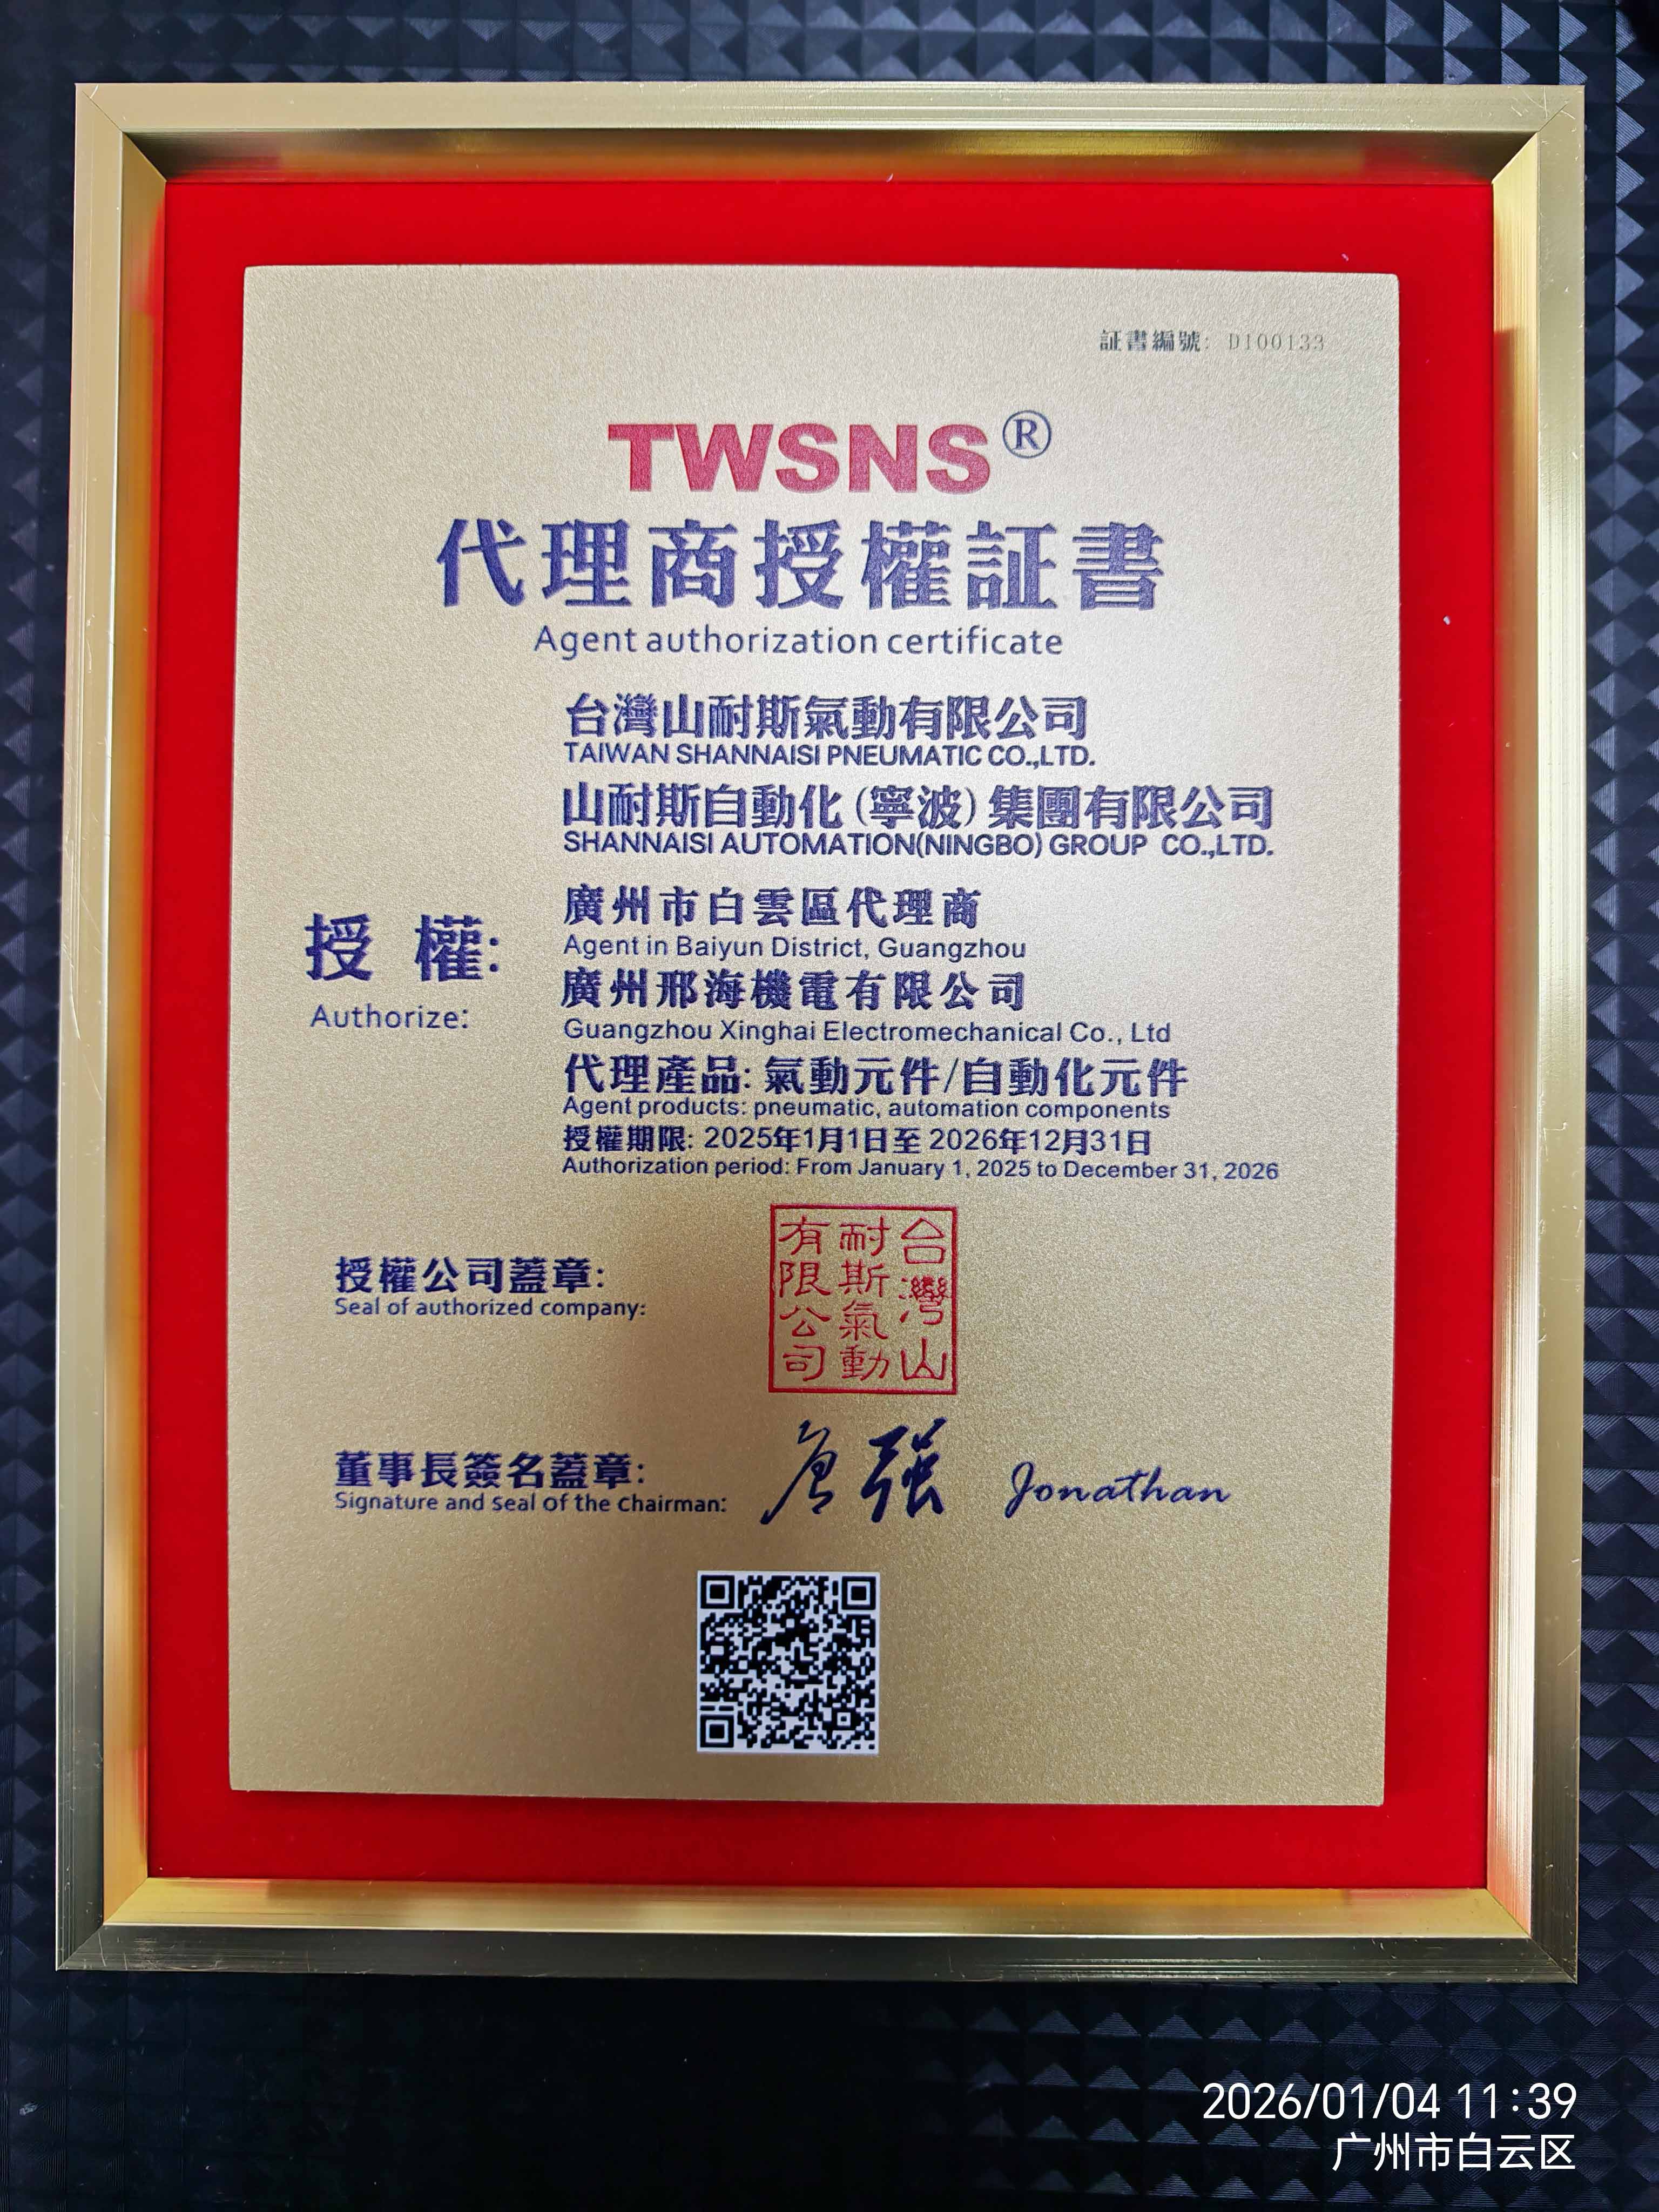 証書編號: D100133
TWSNS®
代理商授權証書
Agent authorization certificate
台灣山耐斯氣動有限公司
TAIWAN SHANNAISI PNEUMATIC CO.,LTD.
山耐斯自動化(寧波)集團有限公司
SHANNAISI AUTOMATION(NINGBO) GROUP CO.,LTD.
授權:
Authorize:
廣州市白雲區代理商
Agent in Baiyun District, Guangzhou
廣州邢海機電有限公司
Guangzhou Xinghai Electromechanical Co., Ltd
代理產品: 氣動元件/自動化元件
Agent products: pneumatic, automation components
授權期限: 2025年1月1日至 2026年12月31日
Authorization period: From January 1, 2025 to December 31, 2026
授權公司蓋章:
Seal of authorized company:
台灣山
耐斯氣動
有限公司
董事長簽名蓋章:
Signature and seal of the Chairman:
唐强 Jonathan
2026/01/04 11:39
广州市白云区